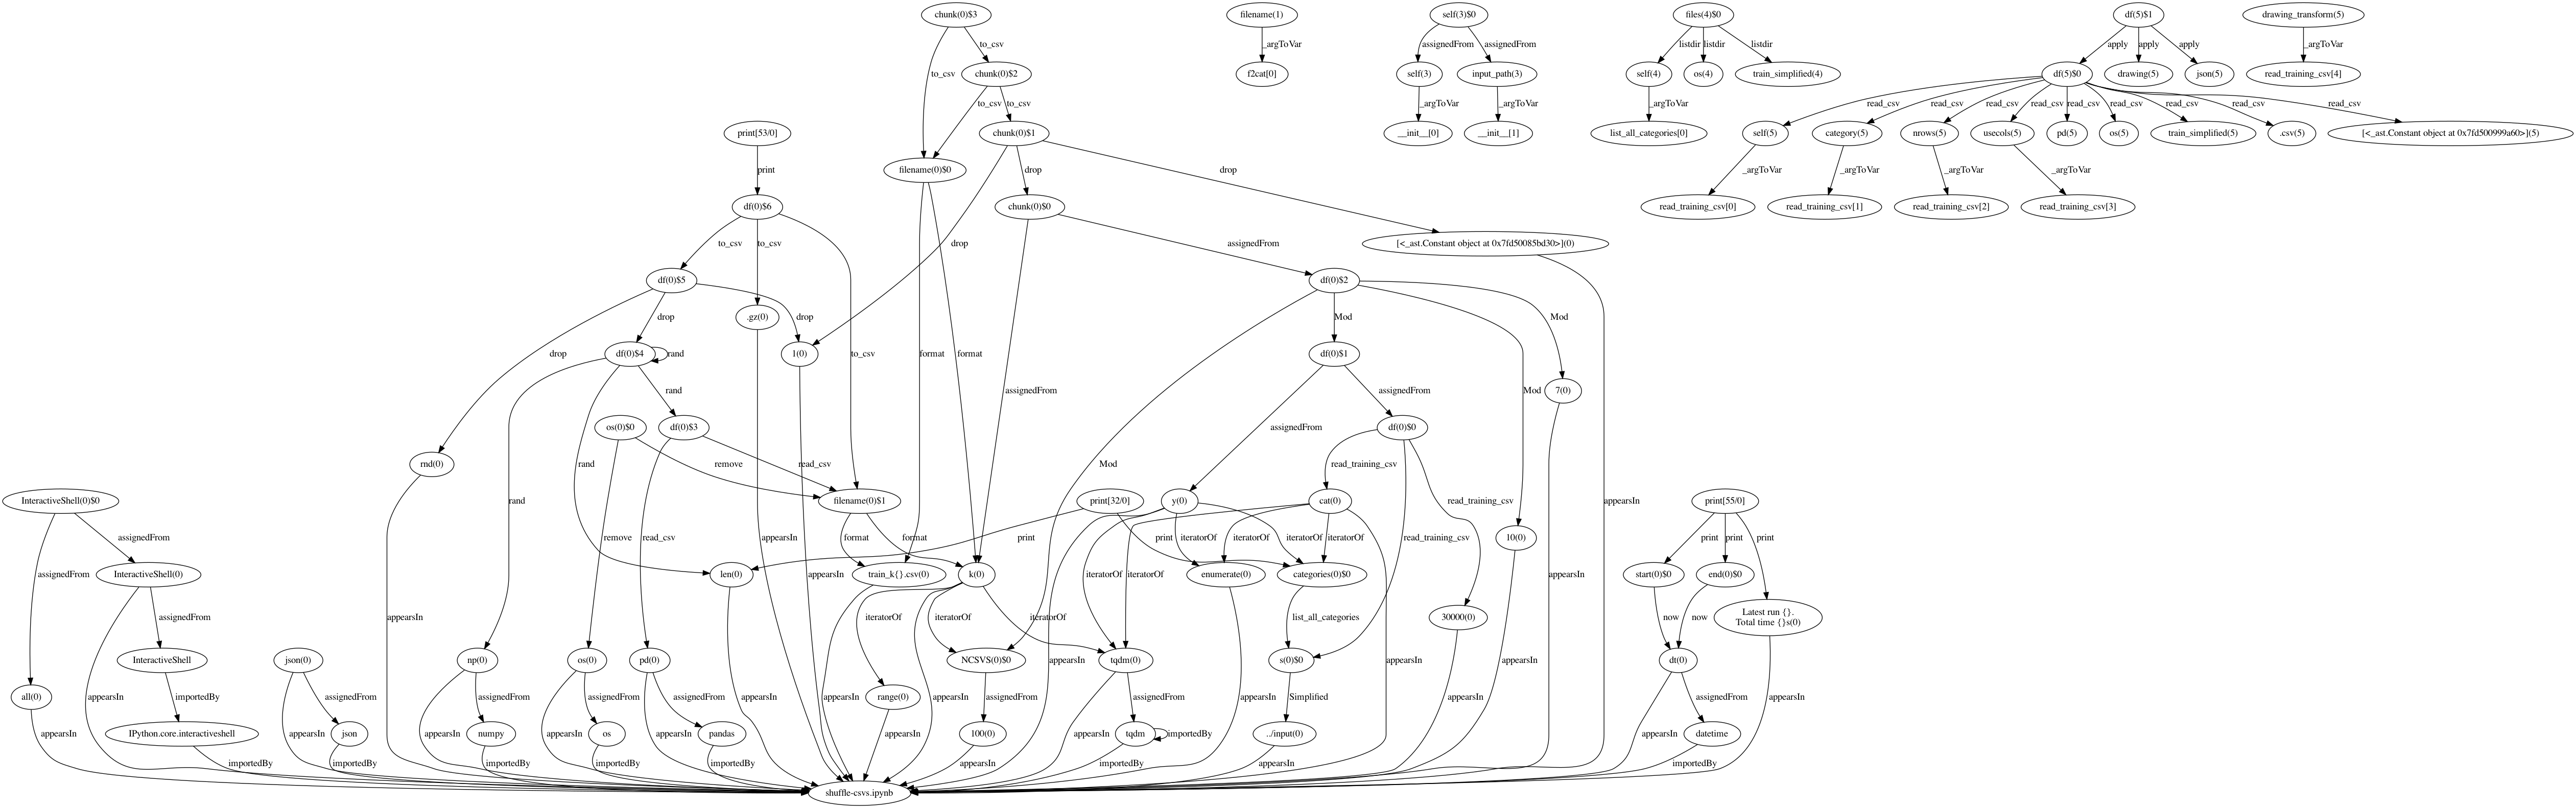 chunk(0)$3
filename(1)
self(3)$0
files(4)$0
df(5)$1
drawing_transform(5)
to_csv
_argToVar
assignedFrom
assignedFrom
listdir
listdir
listdir
apply
apply
apply
_argToVar
to_csv
chunk(0)$2
f2cat[0]
self(3)
input_path(3)
self(4)
os(4)
train_simplified(4)
df(5)$0
drawing(5)
json(5)
read_training_csv[4]
to_csv
to_csv
_argToVar
_argToVar
_argToVar
read_csv
read_csv
read_csv
read_csv
read_csv
read_csv
read_csv
read_csv
read_csv
print[53/0]
chunk(0)$1
__init__[0]
__init__[1]
list_all_categories[0]
self(5)
category(5)
nrows(5)
usecols(5)
pd(5)
os(5)
train_simplified(5)
.csv(5)
[<_ast.Constant object at 0x7fd500999a60>](5)
print
filename(0)$0
drop
drop
_argToVar
_argToVar
_argToVar
_argToVar
df(0)$6
chunk(0)$0
read_training_csv[0]
read_training_csv[1]
read_training_csv[2]
read_training_csv[3]
to_csv
to_csv
drop
assignedFrom
[<_ast.Constant object at 0x7fd50085bd30>](0)
df(0)$5
df(0)$2
drop
.gz(0)
drop
Mod
Mod
drop
df(0)$4
rand
1(0)
to_csv
format
format
df(0)$1
rand
assignedFrom
assignedFrom
Mod
7(0)
os(0)$0
df(0)$3
assignedFrom
df(0)$0
rnd(0)
rand
remove
read_csv
Mod
read_training_csv
InteractiveShell(0)$0
rand
filename(0)$1
print[32/0]
y(0)
cat(0)
read_training_csv
appearsIn
print[55/0]
assignedFrom
remove
read_csv
appearsIn
format
format
print
print
iteratorOf
iteratorOf
iteratorOf
iteratorOf
read_training_csv
10(0)
print
print
print
assignedFrom
InteractiveShell(0)
len(0)
appearsIn
train_k{}.csv(0)
k(0)
iteratorOf
iteratorOf
enumerate(0)
categories(0)$0
appearsIn
start(0)$0
end(0)$0
appearsIn
assignedFrom
iteratorOf
iteratorOf
iteratorOf
list_all_categories
30000(0)
now
now
Latest run {}.
Total time {}s(0)
json(0)
InteractiveShell
np(0)
os(0)
pd(0)
appearsIn
NCSVS(0)$0
tqdm(0)
appearsIn
s(0)$0
appearsIn
appearsIn
dt(0)
all(0)
appearsIn
importedBy
appearsIn
assignedFrom
appearsIn
assignedFrom
appearsIn
assignedFrom
appearsIn
assignedFrom
appearsIn
appearsIn
range(0)
appearsIn
assignedFrom
assignedFrom
appearsIn
Simplified
appearsIn
appearsIn
assignedFrom
appearsIn
appearsIn
IPython.core.interactiveshell
json
numpy
os
pandas
appearsIn
100(0)
appearsIn
tqdm
importedBy
../input(0)
datetime
importedBy
importedBy
importedBy
importedBy
importedBy
appearsIn
importedBy
appearsIn
importedBy
shuffle-csvs.ipynb